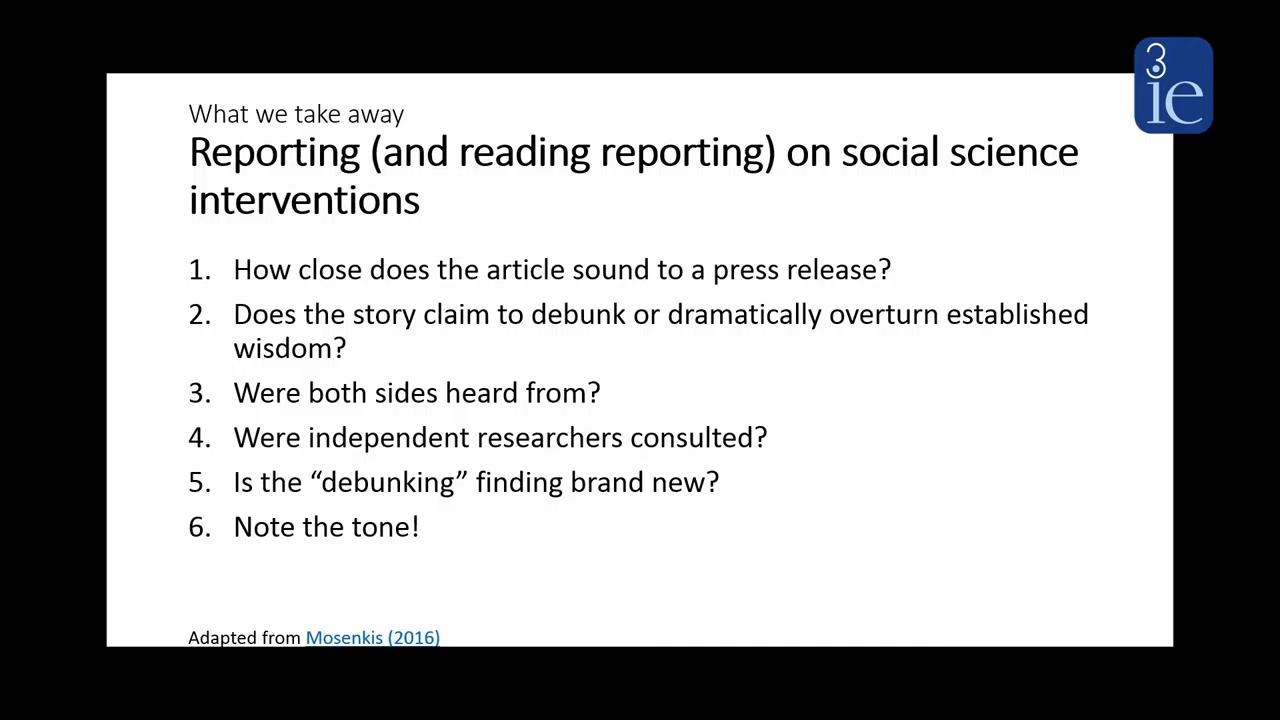 3
ie
What we take away
Reporting (and reading reporting) on social science
interventions
1. How close does the article sound to a press release?
2. Does the story claim to debunk or dramatically overturn established
wisdom?
3. Were both sides heard from?
4. Were independent researchers consulted?
5. Is the “debunking” finding brand new?
6. Note the tone!
Adapted from Mosenkis (2016)